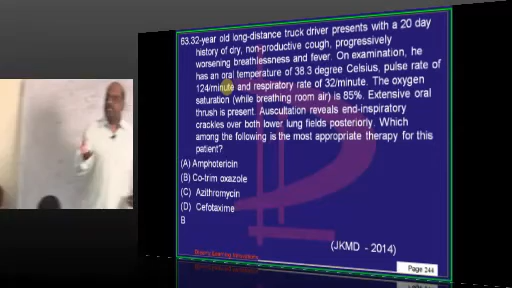 63.32-year old long-distance truck driver presents with a 20 day
history of dry, non-productive cough, progressively
worsening breathlessness and fever. On examination, he
has an oral temperature of 38.3 degree Celsius, pulse rate of
124/minute and respiratory rate of 32/minute. The oxygen
saturation (while breathing room air) is 85%. Extensive oral
thrush is present. Auscultation reveals end-inspiratory
crackles over both lower lung fields posteriorly. Which
among the following is the most appropriate therapy for this
patient?
(A) Amphotericin
(B) Co-trim oxazole
(C) Azithromycin
(D) Cefotaxime
B
(JKMD - 2014)
Page 244